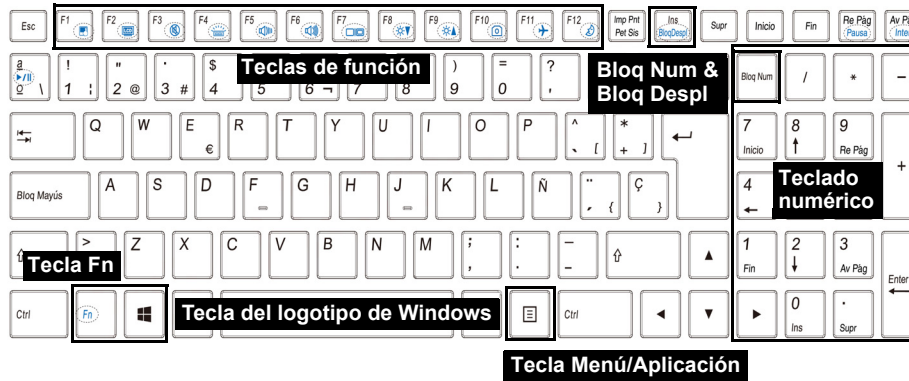 Esc F1 F2 F3 F4 F5 F6 F7 F8 F9 F10 F11 F12 Imp Pnt Pet Sis Ins BloqDespl Supr Inicio Fin Re Pàg Pausa
Teclas de función
Bloq Num &
Bloq Despl
a º \ ! 1 ¦ " 2 @ · 3 # $ 4 5 6 ¬ 7 8 ) 9 = 0 ? ' Bloq Num / * –
Q W E € R T Y U I O P ^ ` [ * + ] 7 Inicio 8 9 Re Pàg +
Bloq Mayús A S D F G H J K L Ñ ¨ ´ { Ç } 4
Teclado
numérico
> Z X C V B N M ; , : . _ - 1 Fin 2 3 Av Pàg Enter
Tecla Fn
Ctrl Fn Tecla del logotipo de Windows Ctrl 0 Ins . Supr
Tecla Menú/Aplicación